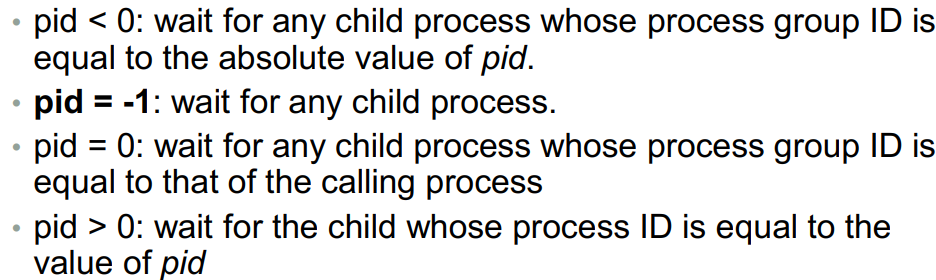 • pid < 0: wait for any child process whose process group ID is
equal to the absolute value of pid.
• pid = -1: wait for any child process.
• pid = 0: wait for any child process whose process group ID is
equal to that of the calling process
• pid > 0: wait for the child whose process ID is equal to the
value of pid